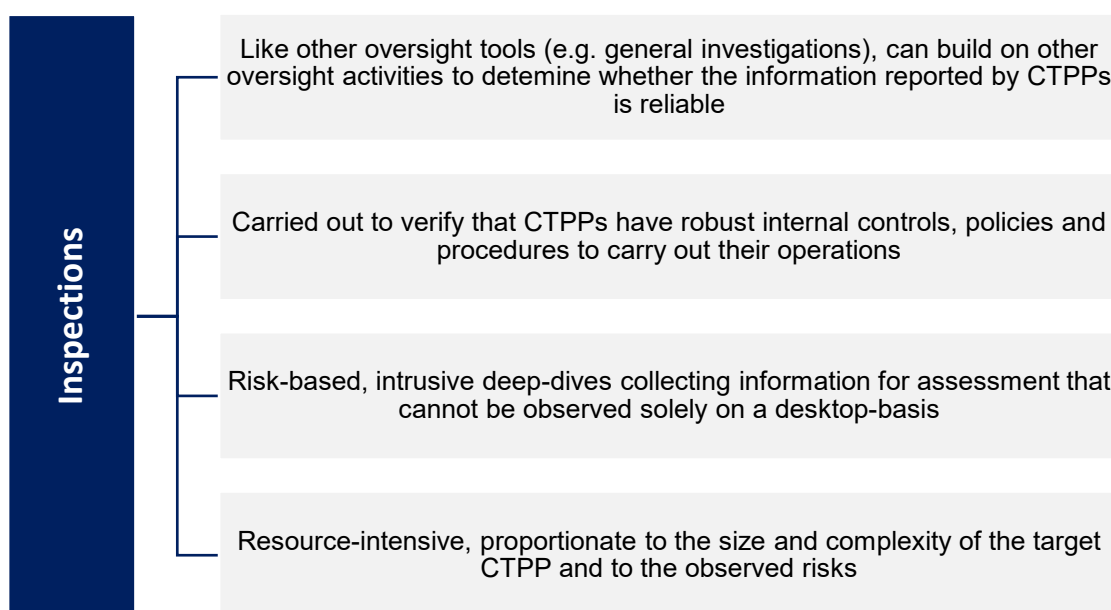 Inspections
Like other oversight tools (e.g. general investigations), can build on other
oversight activities to detemine whether the information reported by CTPPs
is reliable
Carried out to verify that CTPPs have robust internal controls, policies and
procedures to carry out their operations
Risk-based, intrusive deep-dives collecting information for assessment that
cannot be observed solely on a desktop-basis
Resource-intensive, proportionate to the size and complexity of the target
CTPP and to the observed risks